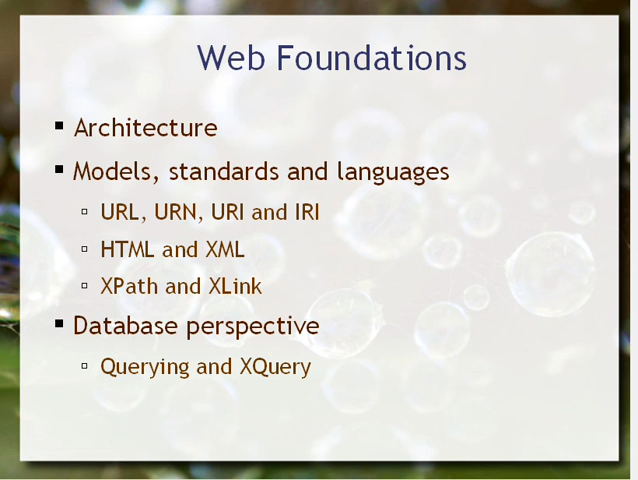 Web Foundations
Architecture
Models, standards and languages
URL, URN, URI and IRI
HTML and XML
XPath and XLink
Database perspective
Querying and XQuery